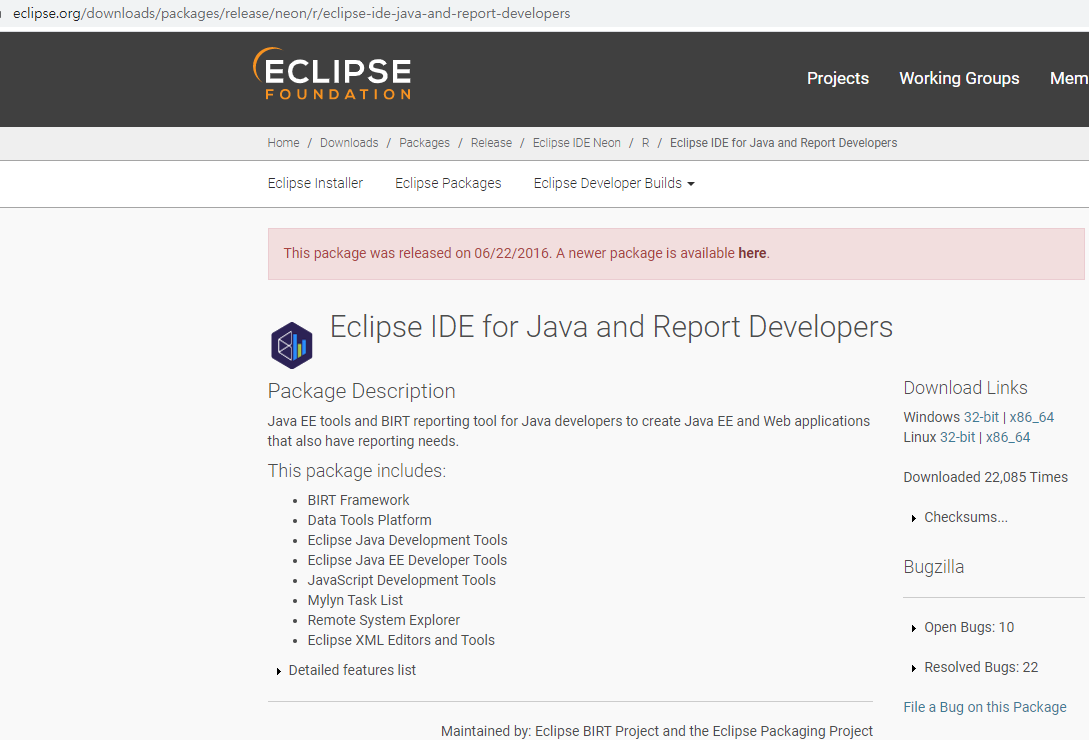 eclipse.org/downloads/packages/release/neon/r/eclipse-ide-java-and-report-developers
ECLIPSE
FOUNDATION
Projects Working Groups Mem
Home / Downloads / Packages / Release / Eclipse IDE Neon / R / Eclipse IDE for Java and Report Developers
Eclipse Installer Eclipse Packages Eclipse Developer Builds
This package was released on 06/22/2016. A newer package is available here.
Eclipse IDE for Java and Report Developers
Package Description
Java EE tools and BIRT reporting tool for Java developers to create Java EE and Web applications
that also have reporting needs.
This package includes:
• BIRT Framework
• Data Tools Platform
• Eclipse Java Development Tools
• Eclipse Java EE Developer Tools
• JavaScript Development Tools
• Mylyn Task List
• Remote System Explorer
• Eclipse XML Editors and Tools
Detailed features list
Maintained by: Eclipse BIRT Project and the Eclipse Packaging Project
Download Links
Windows 32-bit | x86_64
Linux 32-bit | x86_64
Downloaded 22,085 Times
Checksums...
Bugzilla
Open Bugs: 10
Resolved Bugs: 22
File a Bug on this Package